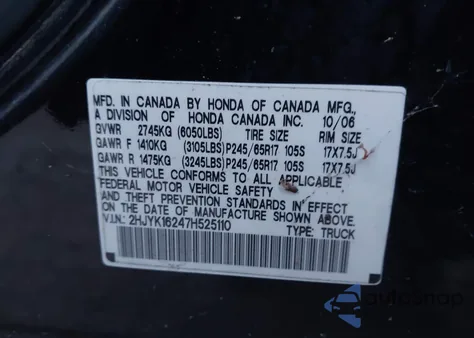 MFD. IN CANADA BY HONDA OF CANADA MFG.,
A DIVISION OF HONDA CANADA INC. 10/06
GVWR 2745KG (6050LBS) TIRE SIZE RIM SIZE
GAWR F 1410KG (3105LBS) P245/65R17 105S 17X7.5J
GAWR R 1475KG (3245LBS) P245/65R17 105S 17X7.5J
THIS VEHICLE CONFORMS TO ALL APPLICABLE
FEDERAL MOTOR VEHICLE SAFETY
STANDARDS IN EFFECT ON THE
DATE OF MANUFACTURE SHOWN ABOVE.
V.I.N.: 2HJYK16247H525110 TYPE: TRUCK
autosnap